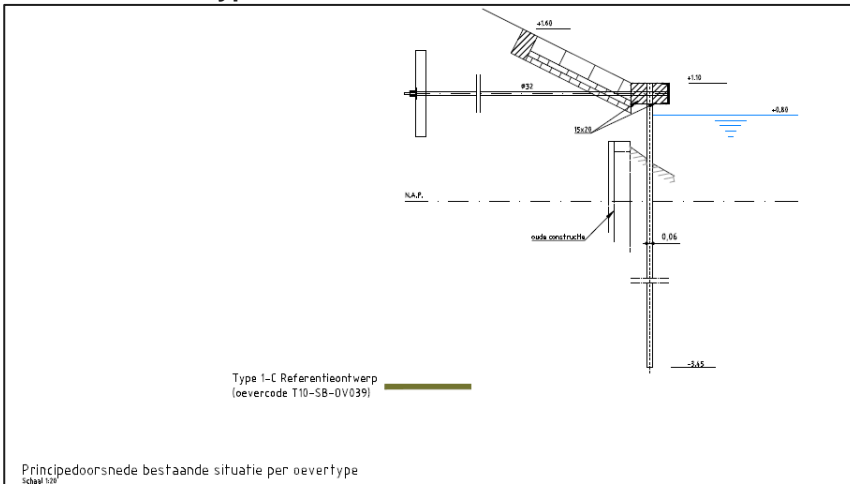 +1.60
+1.10
Ø32
+0,80
15x20
N.A.P.
oude constructie
0,06
-3,45
Type 1-C Referentieontwerp
(oevercode T10-SB-OV039)
Principedoorsnede bestaande situatie per oevertype
Schaal 1:20